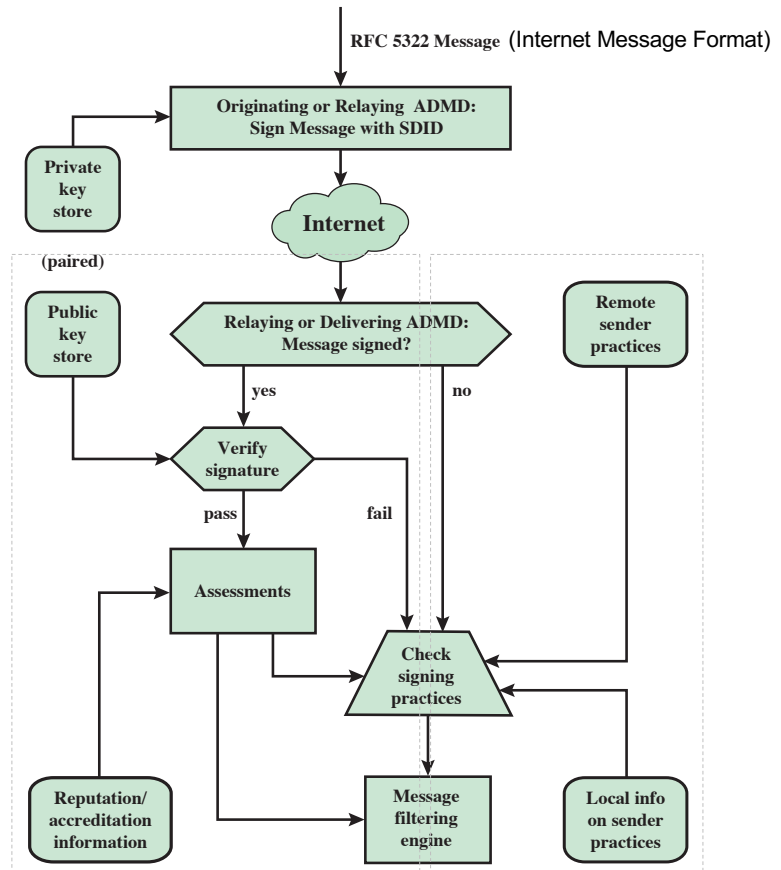 RFC 5322 Message (Internet Message Format)
Originating or Relaying ADMD:
Sign Message with SDID
Private
key
store
Internet
(paired)
Public
key
store
Relaying or Delivering ADMD:
Message signed?
Remote
sender
practices
yes
no
Verify
signature
pass
fail
Assessments
Check
signing
practices
Reputation/
accreditation
information
Message
filtering
engine
Local info
on sender
practices